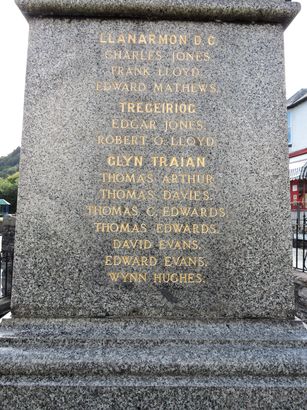 LLANARMON D.C
CHARLES JONES.
FRANK LLOYD.
EDWARD MATHEWS.
TREGEIRIOG
EDGAR JONES.
ROBERT O. LLOYD
GLYN TRAIAN
THOMAS ARTHUR
THOMAS DAVIES.
THOMAS C. EDWARDS.
THOMAS EDWARDS.
DAVID EVANS.
EDWARD EVANS.
WYNN HUGHES.